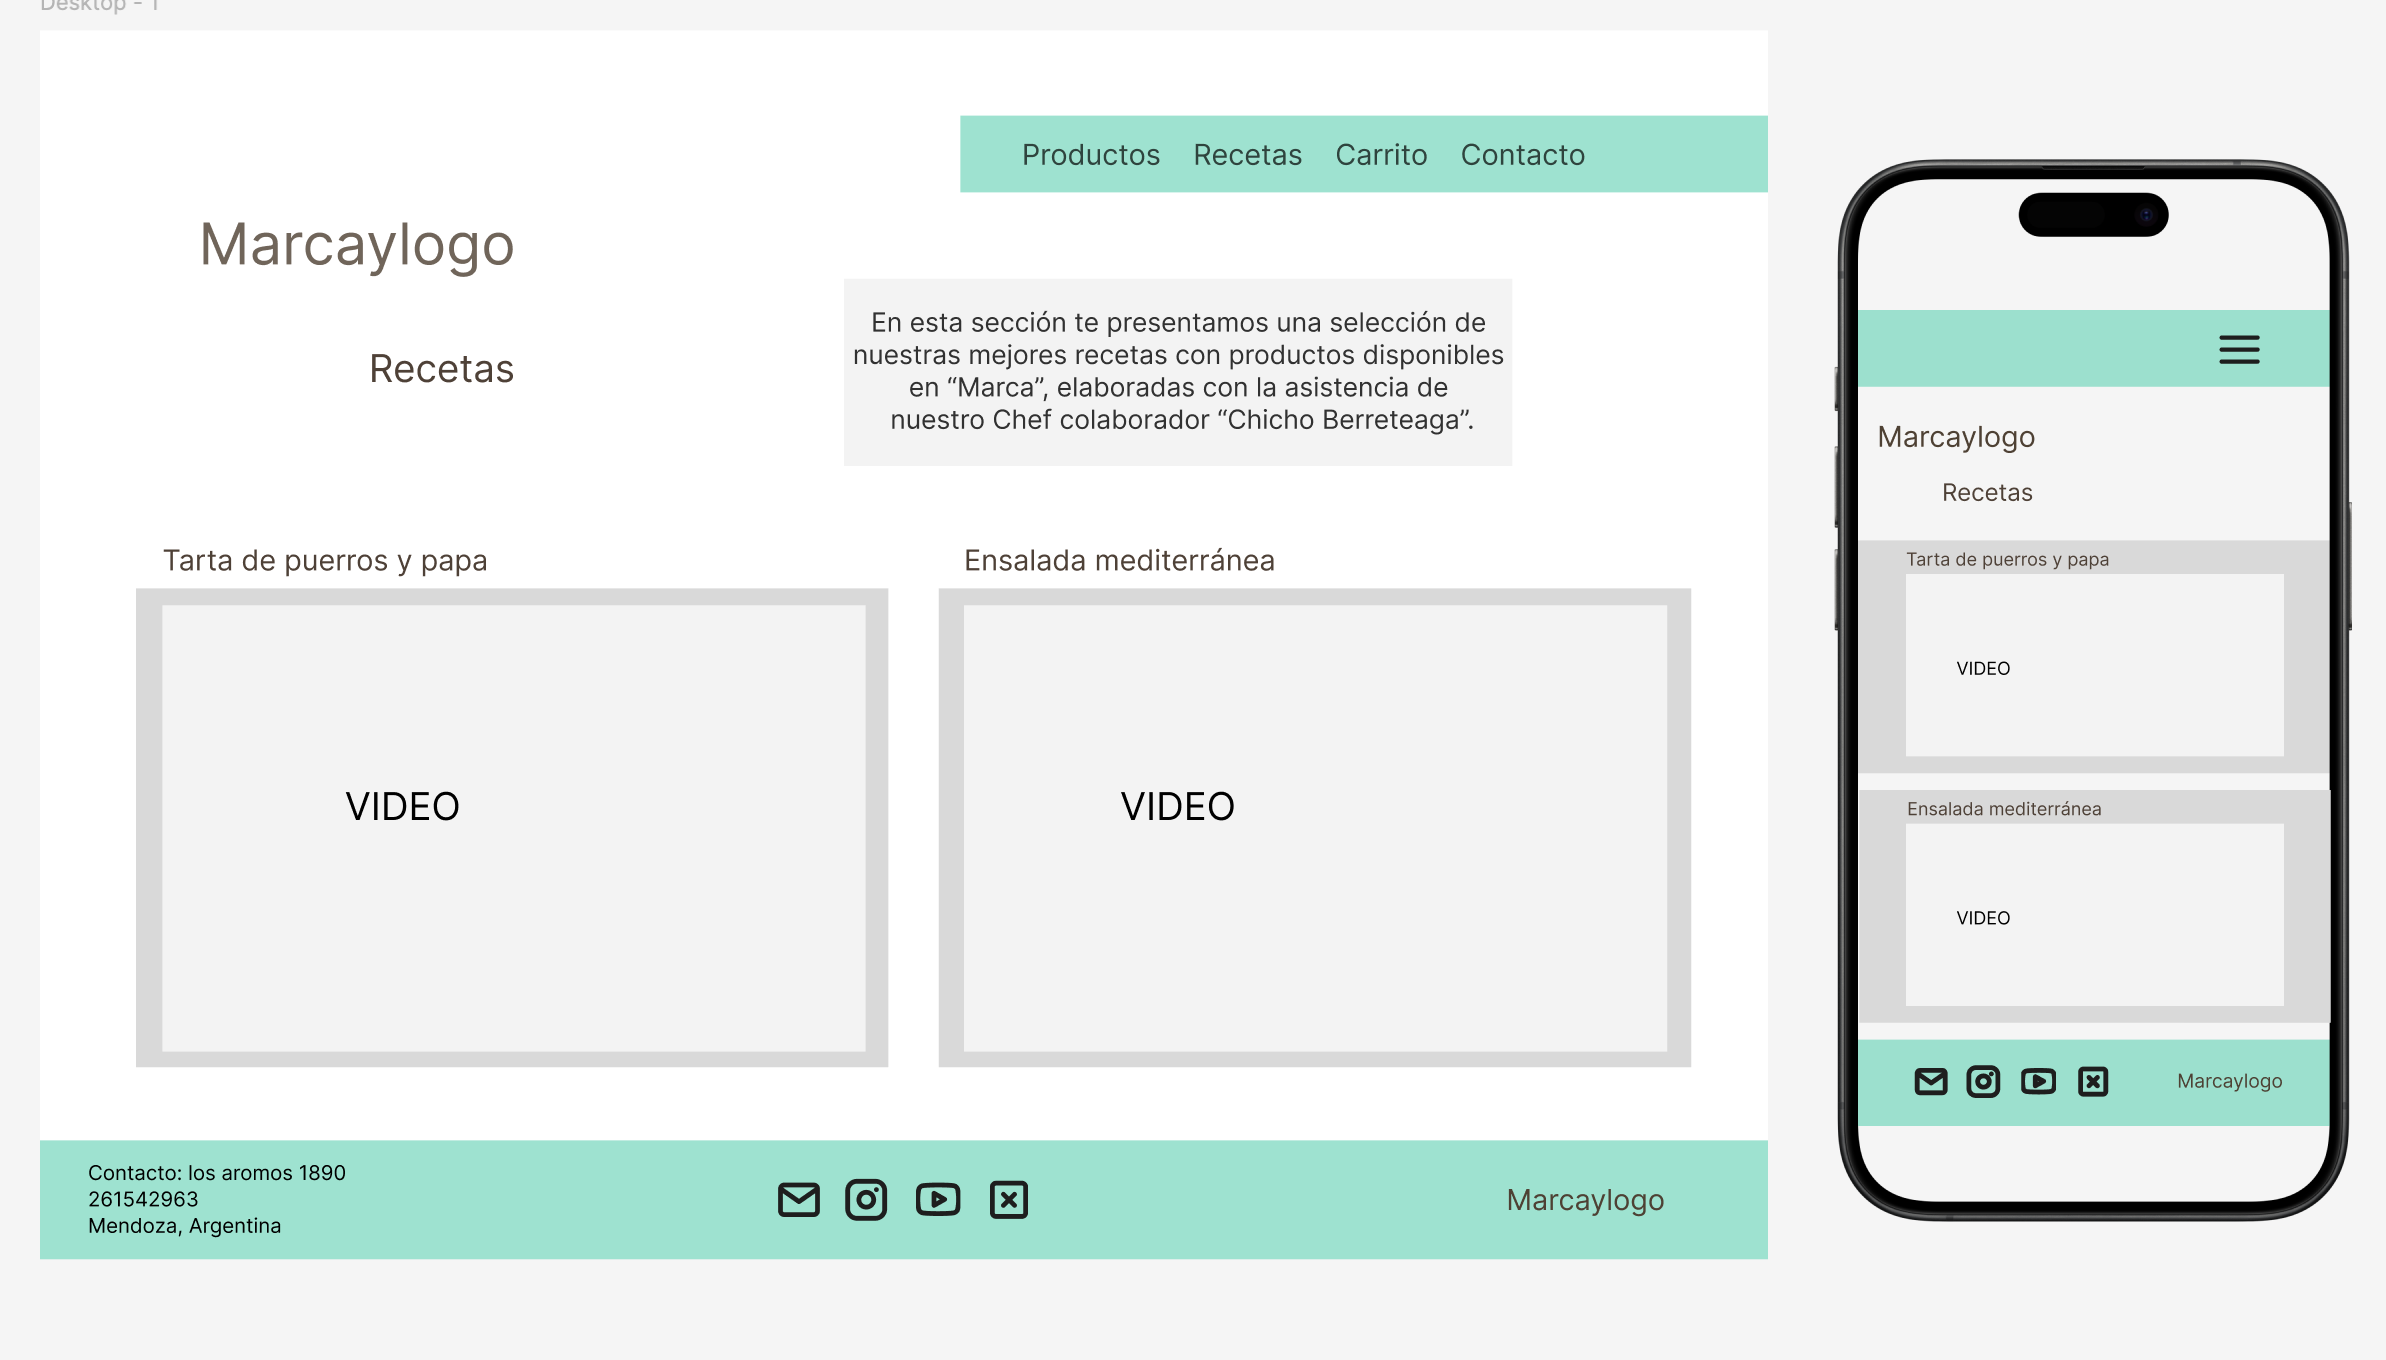 Desktop - 1
Productos Recetas Carrito Contacto
Marcaylogo
Recetas
En esta sección te presentamos una selección de
nuestras mejores recetas con productos disponibles
en “Marca”, elaboradas con la asistencia de
nuestro Chef colaborador “Chicho Berreteaga”.
Tarta de puerros y papa
VIDEO
Ensalada mediterránea
VIDEO
Contacto: los aromos 1890
261542963
Mendoza, Argentina
Marcaylogo
Marcaylogo
Recetas
Tarta de puerros y papa
VIDEO
Ensalada mediterránea
VIDEO
Marcaylogo